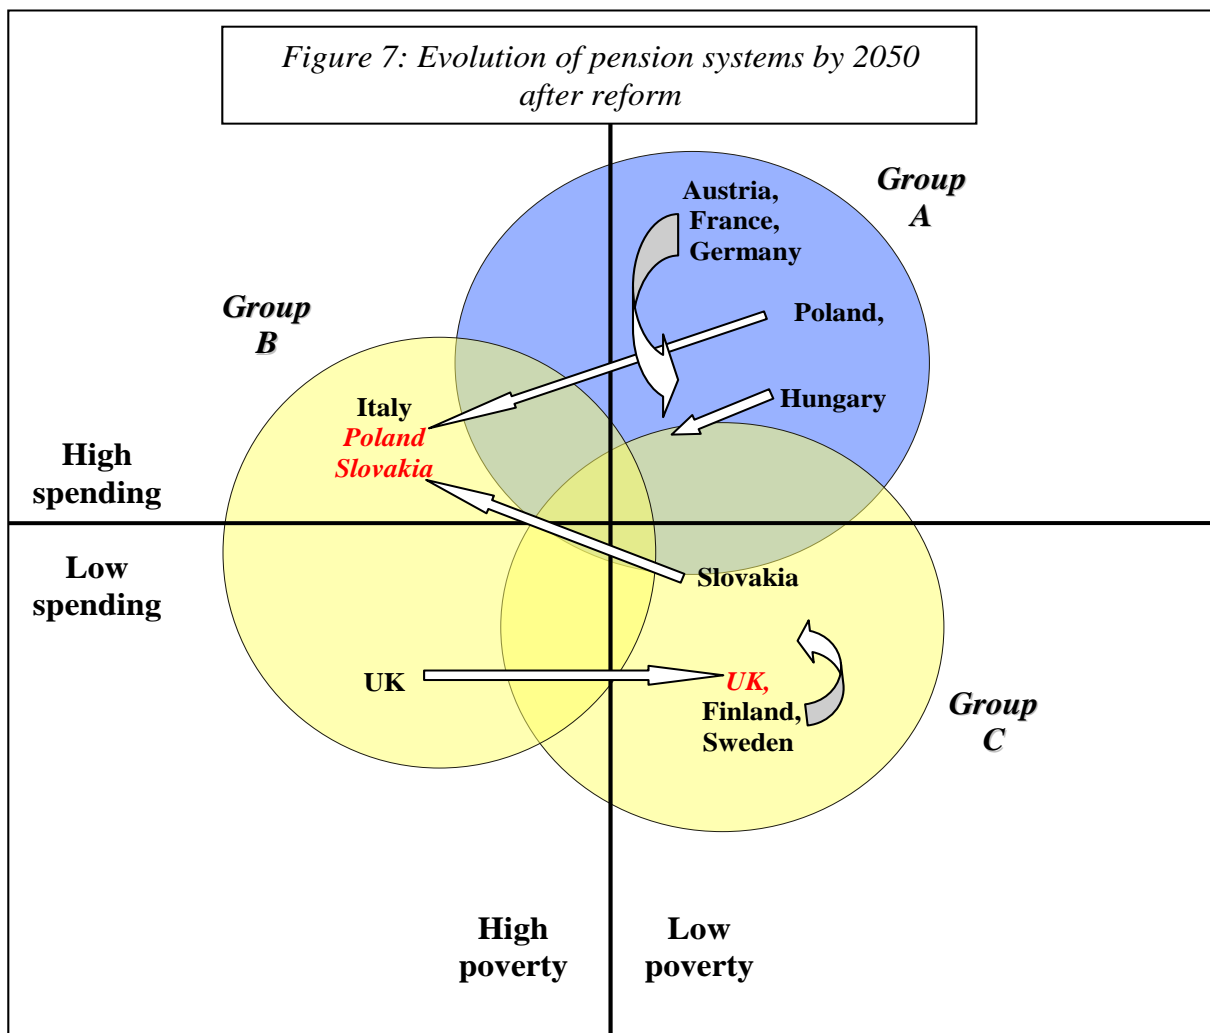 Figure 7: Evolution of pension systems by 2050
after reform
Group
A
Austria,
France,
Germany
Poland,
Hungary
Group
B
Italy
Poland
Slovakia
High
spending
Low
spending
Slovakia
UK
UK,
Finland,
Sweden
Group
C
High
poverty
Low
poverty